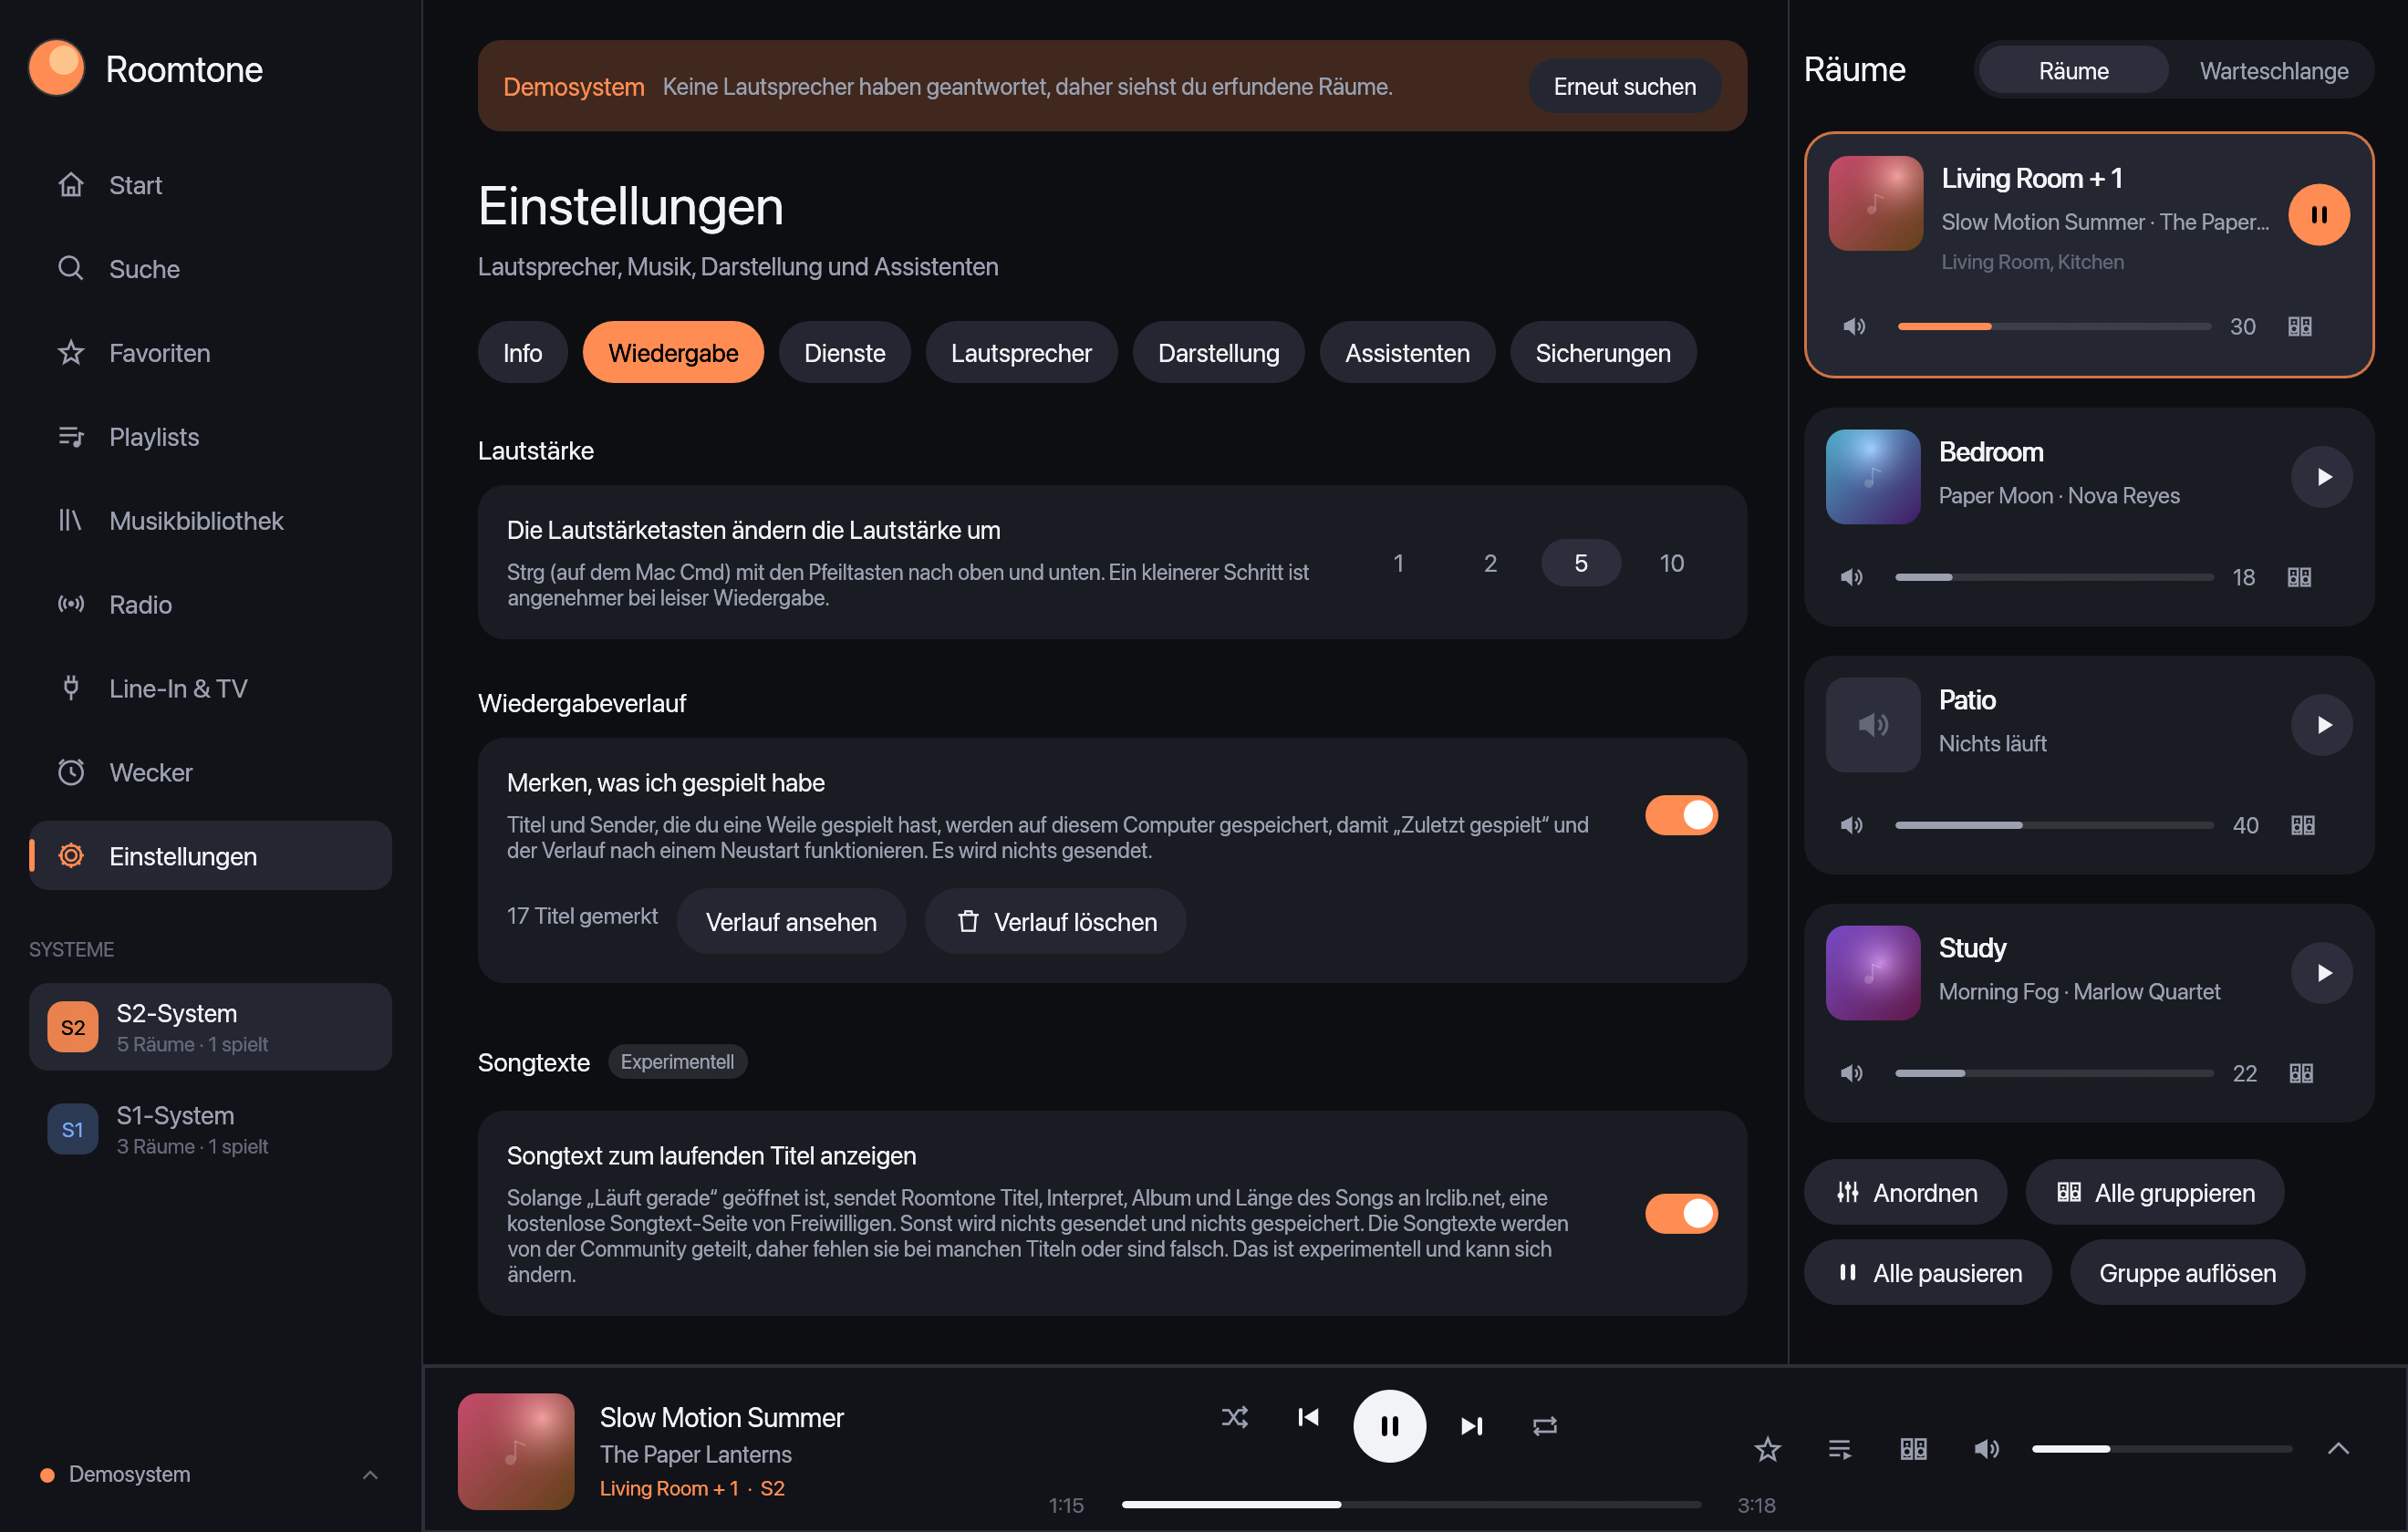 Roomtone
Start
Suche
Favoriten
Playlists
Musikbibliothek
Radio
Line-In & TV
Wecker
Einstellungen
SYSTEME
S2
S2-System
5 Räume · 1 spielt
S1
S1-System
3 Räume · 1 spielt
Demosystem
Demosystem Keine Lautsprecher haben geantwortet, daher siehst du erfundene Räume. Erneut suchen
Einstellungen
Lautsprecher, Musik, Darstellung und Assistenten
Info Wiedergabe Dienste Lautsprecher Darstellung Assistenten Sicherungen
Lautstärke
Die Lautstärketasten ändern die Lautstärke um
Strg (auf dem Mac Cmd) mit den Pfeiltasten nach oben und unten. Ein kleinerer Schritt ist
angenehmer bei leiser Wiedergabe.
1 2 5 10
Wiedergabeverlauf
Merken, was ich gespielt habe
Titel und Sender, die du eine Weile gespielt hast, werden auf diesem Computer gespeichert, damit „Zuletzt gespielt“ und
der Verlauf nach einem Neustart funktionieren. Es wird nichts gesendet.
17 Titel gemerkt Verlauf ansehen Verlauf löschen
Songtexte Experimentell
Songtext zum laufenden Titel anzeigen
Solange „Läuft gerade“ geöffnet ist, sendet Roomtone Titel, Interpret, Album und Länge des Songs an lrclib.net, eine
kostenlose Songtext-Seite von Freiwilligen. Sonst wird nichts gesendet und nichts gespeichert. Die Songtexte werden
von der Community geteilt, daher fehlen sie bei manchen Titeln oder sind falsch. Das ist experimentell und kann sich
ändern.
Räume Räume Warteschlange
Living Room + 1
Slow Motion Summer · The Paper...
Living Room, Kitchen
30
Bedroom
Paper Moon · Nova Reyes
18
Patio
Nichts läuft
40
Study
Morning Fog · Marlow Quartet
22
Anordnen Alle gruppieren
Alle pausieren Gruppe auflösen
Slow Motion Summer
The Paper Lanterns
Living Room + 1 · S2
1:15 3:18